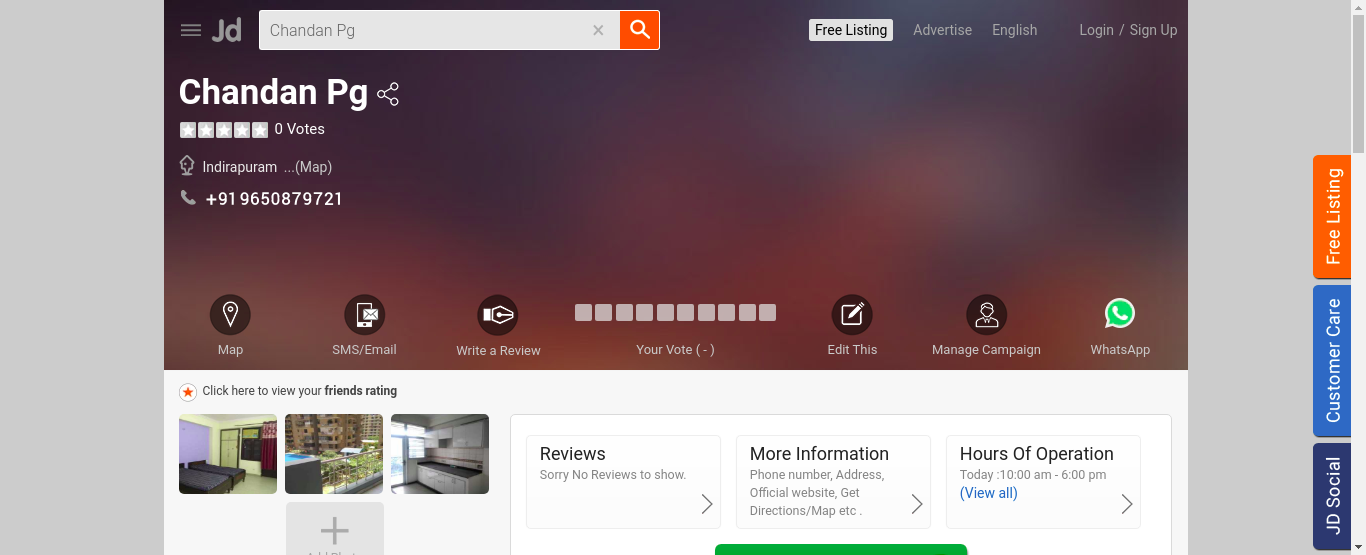 Jd
Chandan Pg
Free Listing
Advertise
English
Login / Sign Up
Chandan Pg
0 Votes
Indirapuram ...(Map)
+91 9650879721
Map
SMS/Email
Write a Review
Your Vote ( - )
Edit This
Manage Campaign
WhatsApp
Click here to view your friends rating
Reviews
Sorry No Reviews to show.
More Information
Phone number, Address,
Official website, Get
Directions/Map etc .
Hours Of Operation
Today :10:00 am - 6:00 pm
(View all)
Free Listing
Customer Care
JD Social